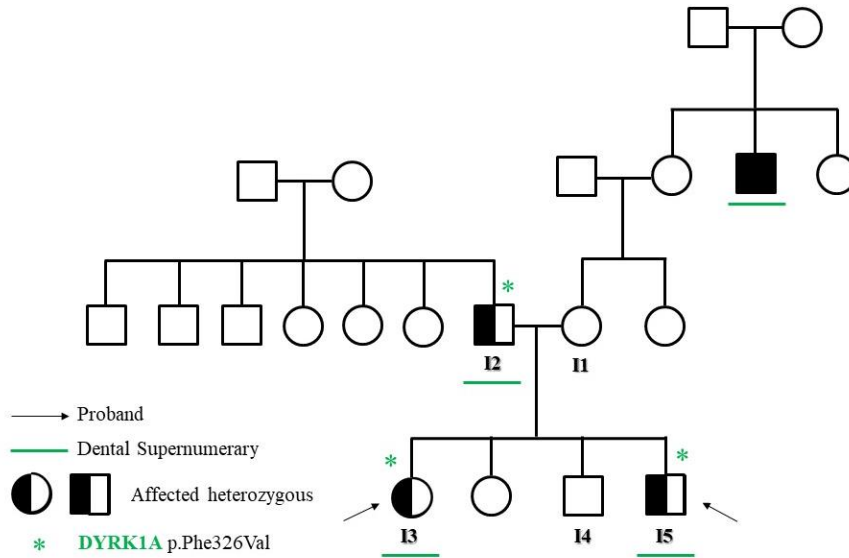 *
I2
I1
Proband
Dental Supernumerary
Affected heterozygous
* DYRK1A p.Phe326Val
*
*
I3
I4
I5